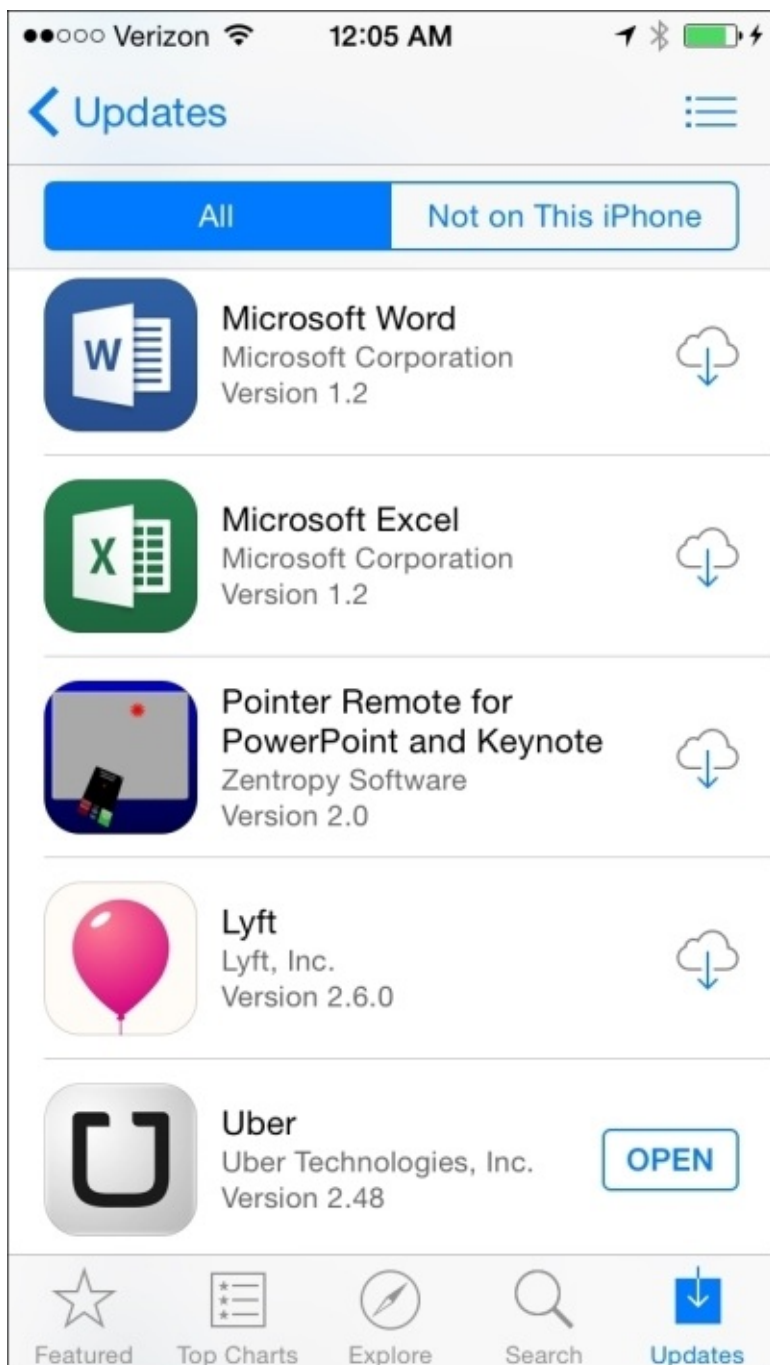 Verizon 12:05 AM
Updates
All Not on This iPhone
W
Microsoft Word
Microsoft Corporation
Version 1.2
X
Microsoft Excel
Microsoft Corporation
Version 1.2
Pointer Remote for
PowerPoint and Keynote
Zentropy Software
Version 2.0
Lyft
Lyft, Inc.
Version 2.6.0
Uber
Uber Technologies, Inc.
Version 2.48
OPEN
Featured Top Charts Explore Search Updates